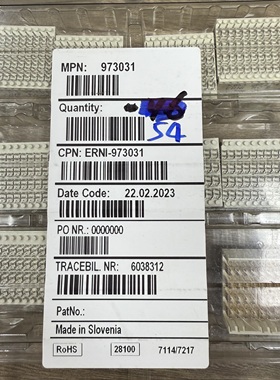 MPN: 973031
Quantity:
54
CPN: ERNI-973031
Date Code: 22.02.2023
PO NR.: 0000000
TRACEBIL. NR: 6038312
PatNo.:
Made in Slovenia
RoHS 28100 7114/7217